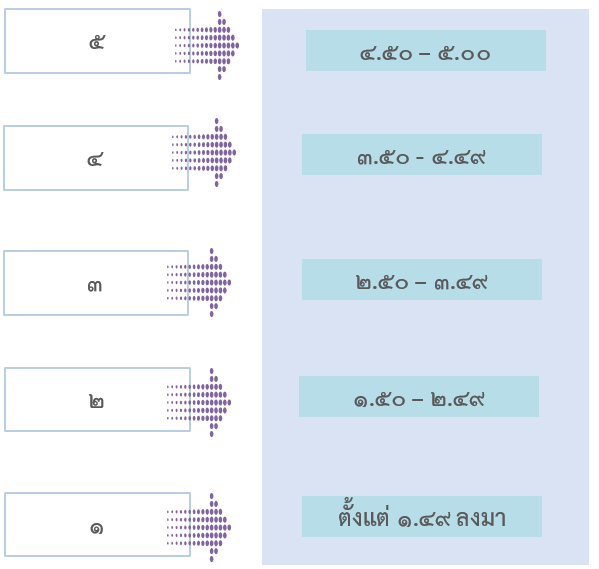 ๕
๔.๕๐ – ๕.๐๐
๔
๓.๕๐ - ๔.๔๙
๓
๒.๕๐ – ๓.๔๙
๒
๑.๕๐ – ๒.๔๙
๑
ตั้งแต่ ๑.๔๙ ลงมา